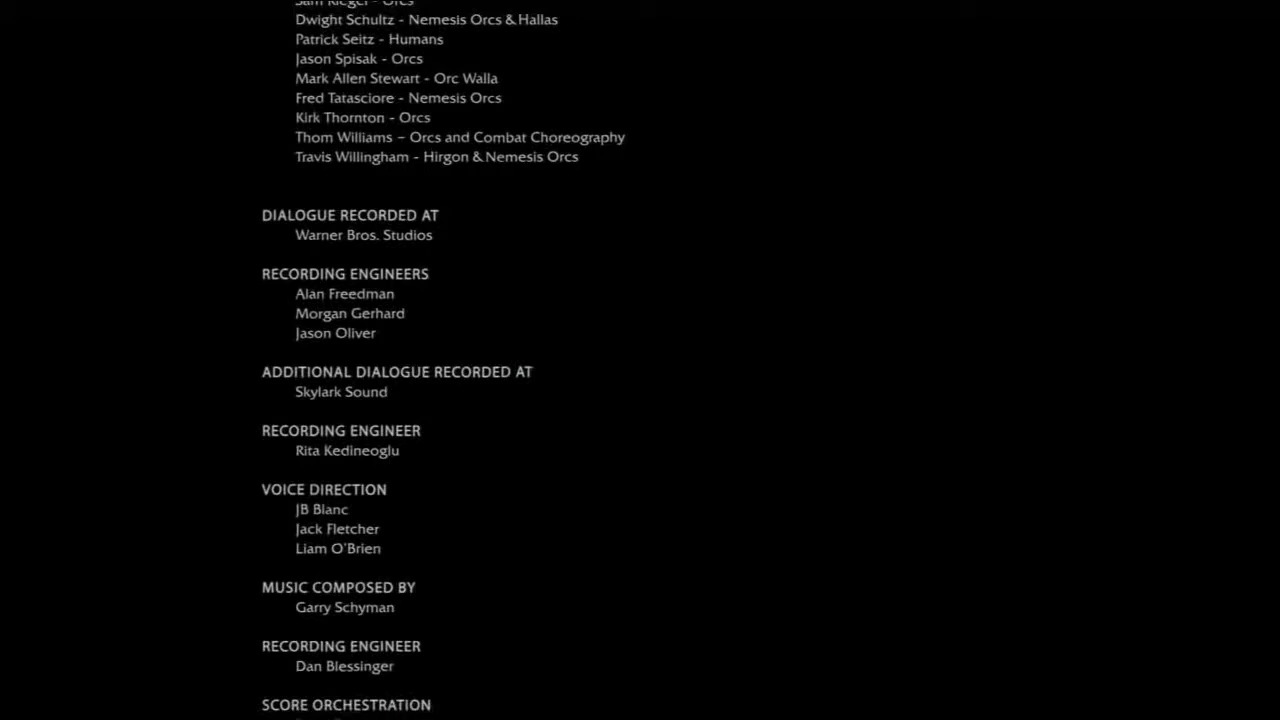 Sam Riegel - Orcs
Dwight Schultz - Nemesis Orcs & Hallas
Patrick Seitz - Humans
Jason Spisak - Orcs
Mark Allen Stewart - Orc Walla
Fred Tatasciore - Nemesis Orcs
Kirk Thornton - Orcs
Thom Williams – Orcs and Combat Choreography
Travis Willingham - Hirgon & Nemesis Orcs
DIALOGUE RECORDED AT
Warner Bros. Studios
RECORDING ENGINEERS
Alan Freedman
Morgan Gerhard
Jason Oliver
ADDITIONAL DIALOGUE RECORDED AT
Skylark Sound
RECORDING ENGINEER
Rita Kedineoglu
VOICE DIRECTION
JB Blanc
Jack Fletcher
Liam O'Brien
MUSIC COMPOSED BY
Garry Schyman
RECORDING ENGINEER
Dan Blessinger
SCORE ORCHESTRATION